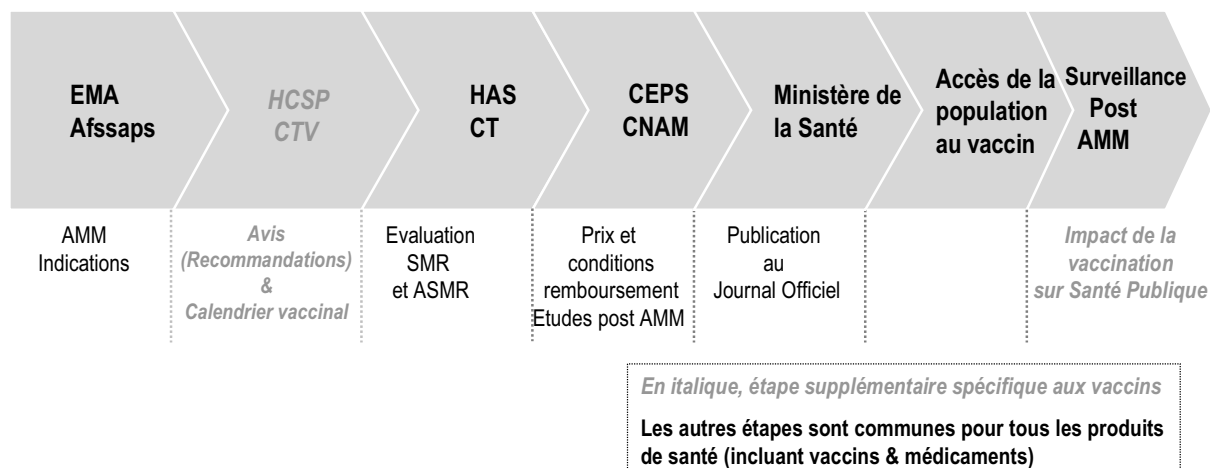 EMA
Afssaps
HCSP
CTV
HAS
CT
CEPS
CNAM
Ministère de
la Santé
Accès de la
population
au vaccin
Surveillance
Post
AMM
AMM
Indications
Avis
(Recommandations)
&
Calendrier vaccinal
Evaluation
SMR
et ASMR
Prix et
conditions
remboursement
Etudes post AMM
Publication
au
Journal Officiel
Impact de la
vaccination
sur Santé Publique
En italique, étape supplémentaire spécifique aux vaccins
Les autres étapes sont communes pour tous les produits
de santé (incluant vaccins & médicaments)